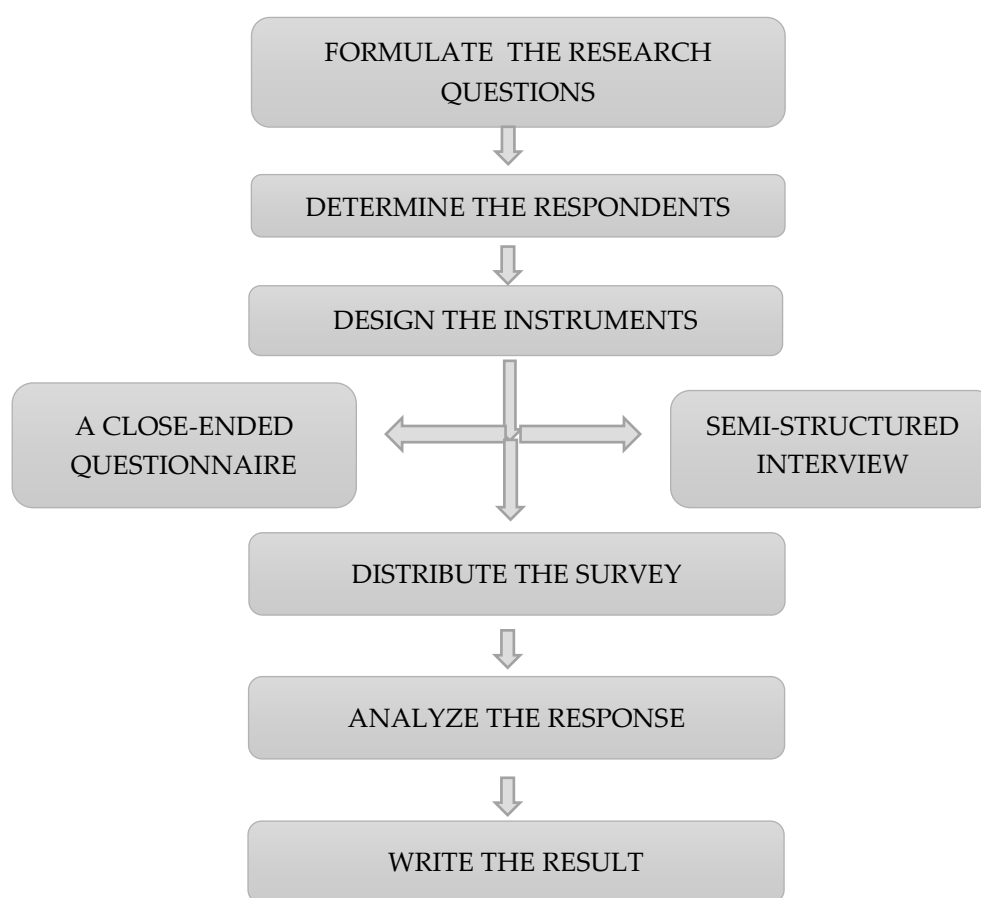 FORMULATE THE RESEARCH
QUESTIONS
DETERMINE THE RESPONDENTS
DESIGN THE INSTRUMENTS
A CLOSE-ENDED
QUESTIONNAIRE
SEMI-STRUCTURED
INTERVIEW
DISTRIBUTE THE SURVEY
ANALYZE THE RESPONSE
WRITE THE RESULT